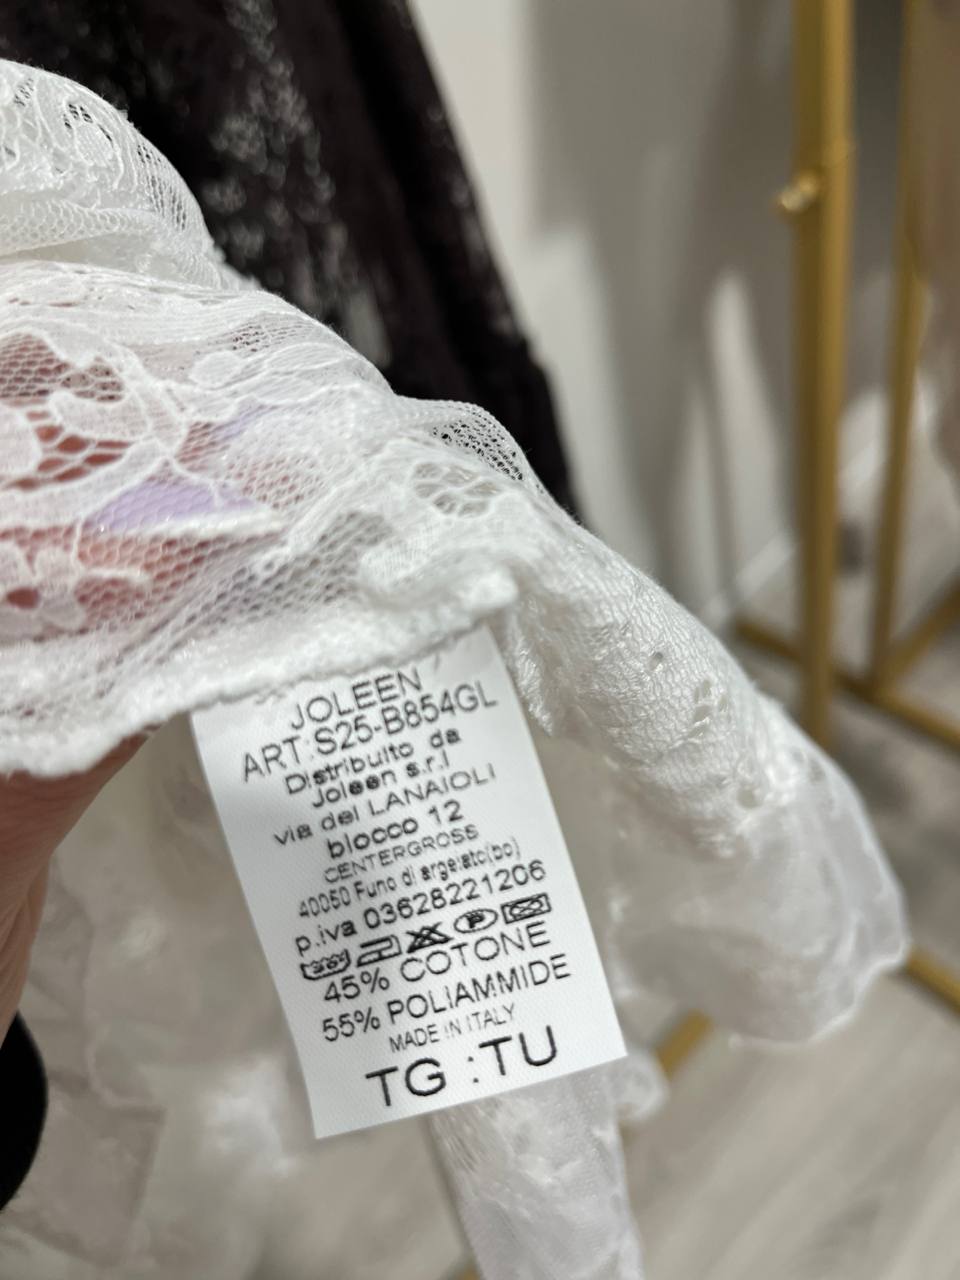 JOLEEN
ART:S25-B854GL
Distribuito da
Joleen s.r.l
via dei LANAIOLI
blocco 12
CENTERGROSS
40050 Funo di argelato(bo)
p.iva 03628221206
P
45% COTONE
55% POLIAMMIDE
MADE IN ITALY
TG :TU